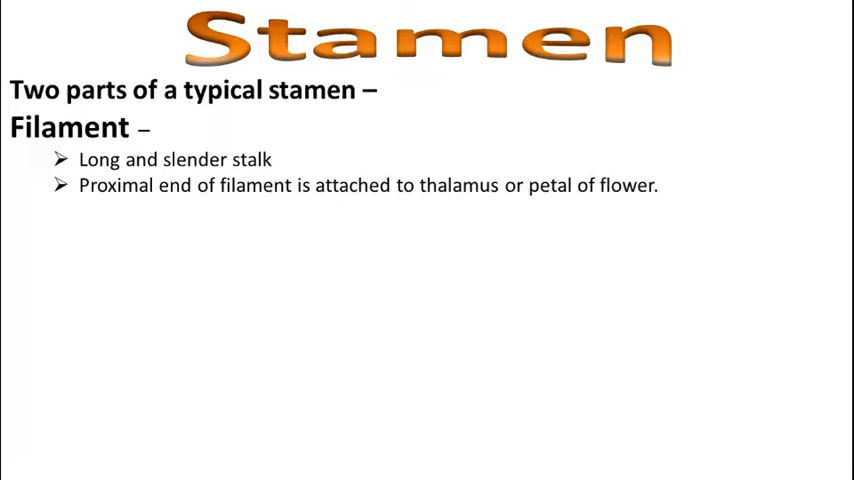 Stamen
Two parts of a typical stamen –
Filament –
➢ Long and slender stalk
➢ Proximal end of filament is attached to thalamus or petal of flower.